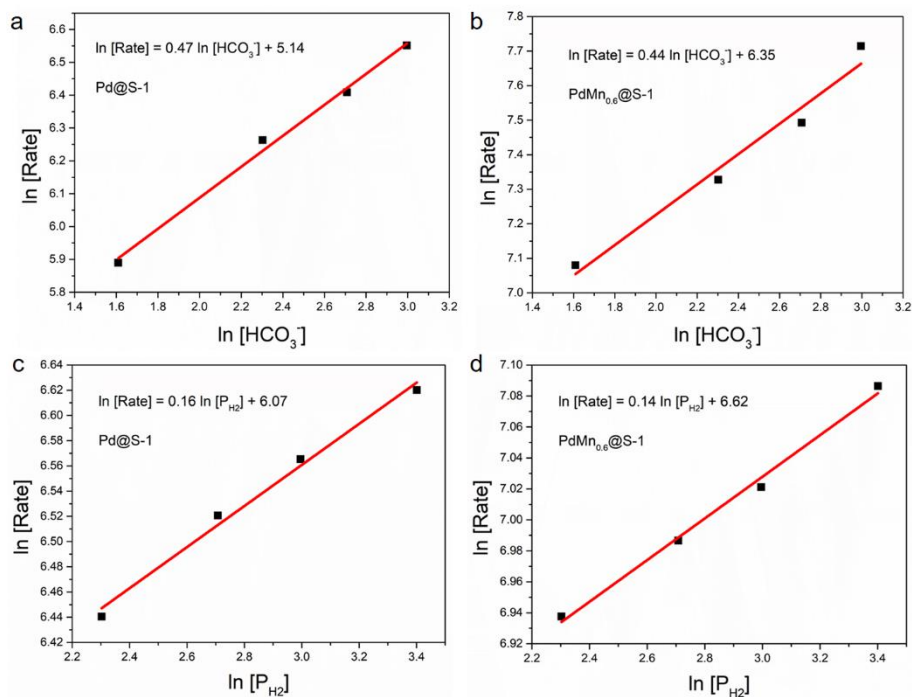 a
ln [Rate] = 0.47 ln [HCO₃⁻] + 5.14
Pd@S-1
ln [Rate]
6.6
6.5
6.4
6.3
6.2
6.1
6.0
5.9
5.8
1.4 1.6 1.8 2.0 2.2 2.4 2.6 2.8 3.0 3.2
ln [HCO₃⁻]
b
ln [Rate] = 0.44 ln [HCO₃⁻] + 6.35
PdMn₀.₆@S-1
ln [Rate]
7.8
7.7
7.6
7.5
7.4
7.3
7.2
7.1
7.0
1.4 1.6 1.8 2.0 2.2 2.4 2.6 2.8 3.0 3.2
ln [HCO₃⁻]
c
ln [Rate] = 0.16 ln [P_H2] + 6.07
Pd@S-1
ln [Rate]
6.64
6.62
6.60
6.58
6.56
6.54
6.52
6.50
6.48
6.46
6.44
6.42
2.2 2.4 2.6 2.8 3.0 3.2 3.4
ln [P_H2]
d
ln [Rate] = 0.14 ln [P_H2] + 6.62
PdMn₀.₆@S-1
ln [Rate]
7.10
7.08
7.06
7.04
7.02
7.00
6.98
6.96
6.94
6.92
2.2 2.4 2.6 2.8 3.0 3.2 3.4
ln [P_H2]